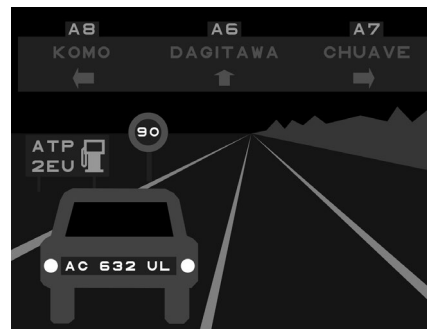 A8 A6 A7
KOMO DAGITAWA CHUAVE
90
ATP
2EU
AC 632 UL